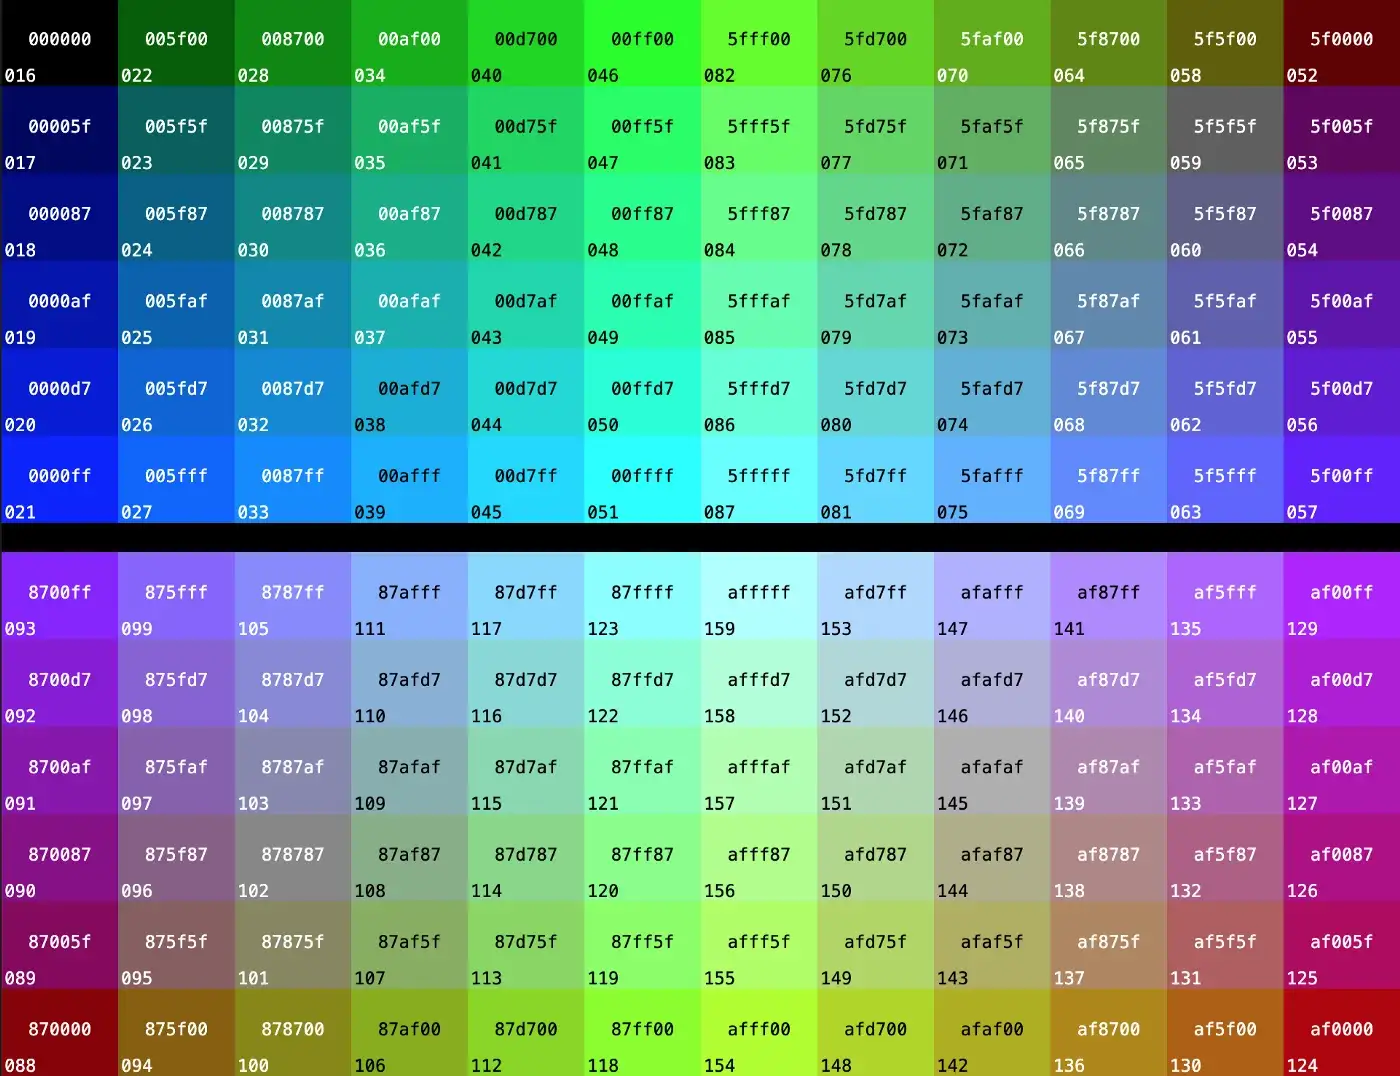 000000 005f00 008700 00af00 00d700 00ff00 5fff00 5fd700 5faf00 5f8700 5f5f00 5f0000
016 022 028 034 040 046 082 076 070 064 058 052
00005f 005f5f 00875f 00af5f 00d75f 00ff5f 5fff5f 5fd75f 5faf5f 5f875f 5f5f5f 5f005f
017 023 029 035 041 047 083 077 071 065 059 053
000087 005f87 008787 00af87 00d787 00ff87 5fff87 5fd787 5faf87 5f8787 5f5f87 5f0087
018 024 030 036 042 048 084 078 072 066 060 054
0000af 005faf 0087af 00afaf 00d7af 00ffaf 5fffaf 5fd7af 5fafaf 5f87af 5f5faf 5f00af
019 025 031 037 043 049 085 079 073 067 061 055
0000d7 005fd7 0087d7 00afd7 00d7d7 00ffd7 5fffd7 5fd7d7 5fafd7 5f87d7 5f5fd7 5f00d7
020 026 032 038 044 050 086 080 074 068 062 056
0000ff 005fff 0087ff 00afff 00d7ff 00ffff 5fffff 5fd7ff 5fafff 5f87ff 5f5fff 5f00ff
021 027 033 039 045 051 087 081 075 069 063 057
8700ff 875fff 8787ff 87afff 87d7ff 87ffff afffff afd7ff afafff af87ff af5fff af00ff
093 099 105 111 117 123 159 153 147 141 135 129
8700d7 875fd7 8787d7 87afd7 87d7d7 87ffd7 afffd7 afd7d7 afafd7 af87d7 af5fd7 af00d7
092 098 104 110 116 122 158 152 146 140 134 128
8700af 875faf 8787af 87afaf 87d7af 87ffaf afffaf afd7af afafaf af87af af5faf af00af
091 097 103 109 115 121 157 151 145 139 133 127
870087 875f87 878787 87af87 87d787 87ff87 afff87 afd787 afaf87 af8787 af5f87 af0087
090 096 102 108 114 120 156 150 144 138 132 126
87005f 875f5f 87875f 87af5f 87d75f 87ff5f afff5f afd75f afaf5f af875f af5f5f af005f
089 095 101 107 113 119 155 149 143 137 131 125
870000 875f00 878700 87af00 87d700 87ff00 afff00 afd700 afaf00 af8700 af5f00 af0000
088 094 100 106 112 118 154 148 142 136 130 124